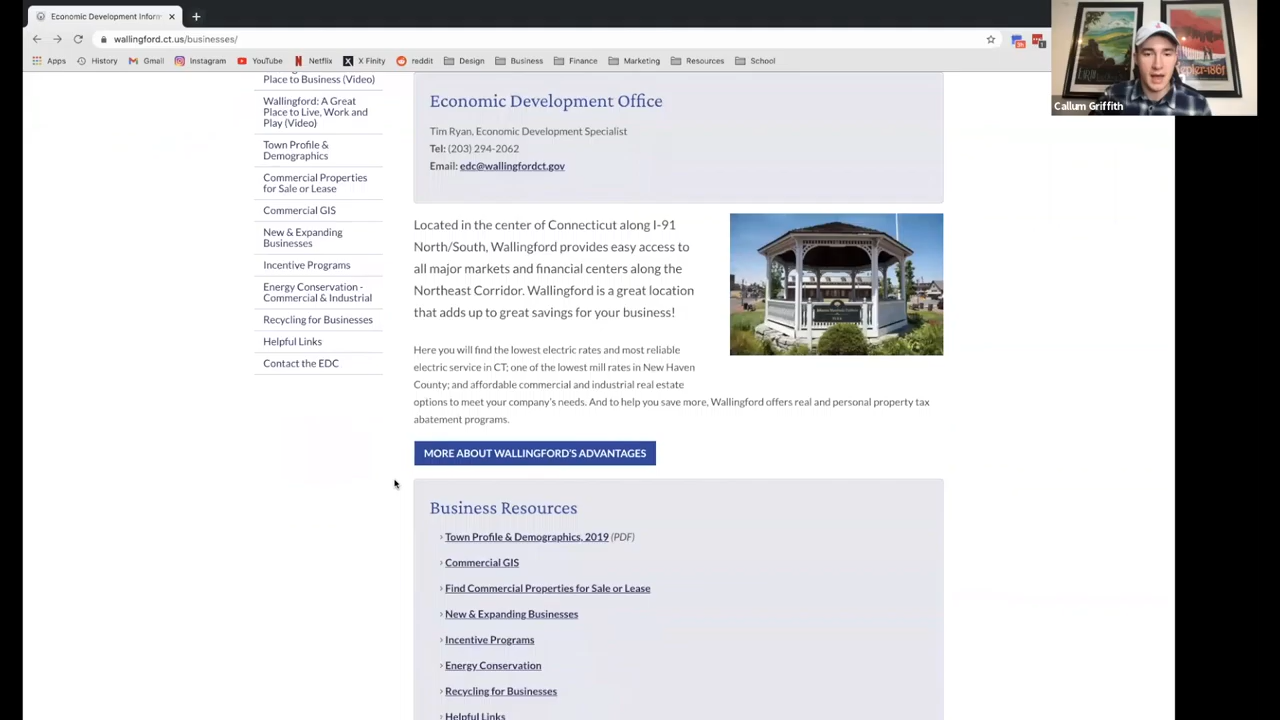 Economic Development Inform
wallingford.ct.us/businesses/
Apps History Gmail Instagram YouTube Netflix X Finity reddit Design Business Finance Marketing Resources School
Callum Griffith
Place to Business (Video)
Wallingford: A Great
Place to Live, Work and
Play (Video)
Town Profile &
Demographics
Commercial Properties
for Sale or Lease
Commercial GIS
New & Expanding
Businesses
Incentive Programs
Energy Conservation -
Commercial & Industrial
Recycling for Businesses
Helpful Links
Contact the EDC
Economic Development Office
Tim Ryan, Economic Development Specialist
Tel: (203) 294-2062
Email: edc@wallingfordct.gov
Located in the center of Connecticut along I-91
North/South, Wallingford provides easy access to
all major markets and financial centers along the
Northeast Corridor. Wallingford is a great location
that adds up to great savings for your business!
Here you will find the lowest electric rates and most reliable
electric service in CT; one of the lowest mill rates in New Haven
County; and affordable commercial and industrial real estate
options to meet your company's needs. And to help you save more, Wallingford offers real and personal property tax
abatement programs.
MORE ABOUT WALLINGFORD'S ADVANTAGES
Business Resources
› Town Profile & Demographics, 2019 (PDF)
› Commercial GIS
› Find Commercial Properties for Sale or Lease
› New & Expanding Businesses
› Incentive Programs
› Energy Conservation
› Recycling for Businesses
› Helpful Links